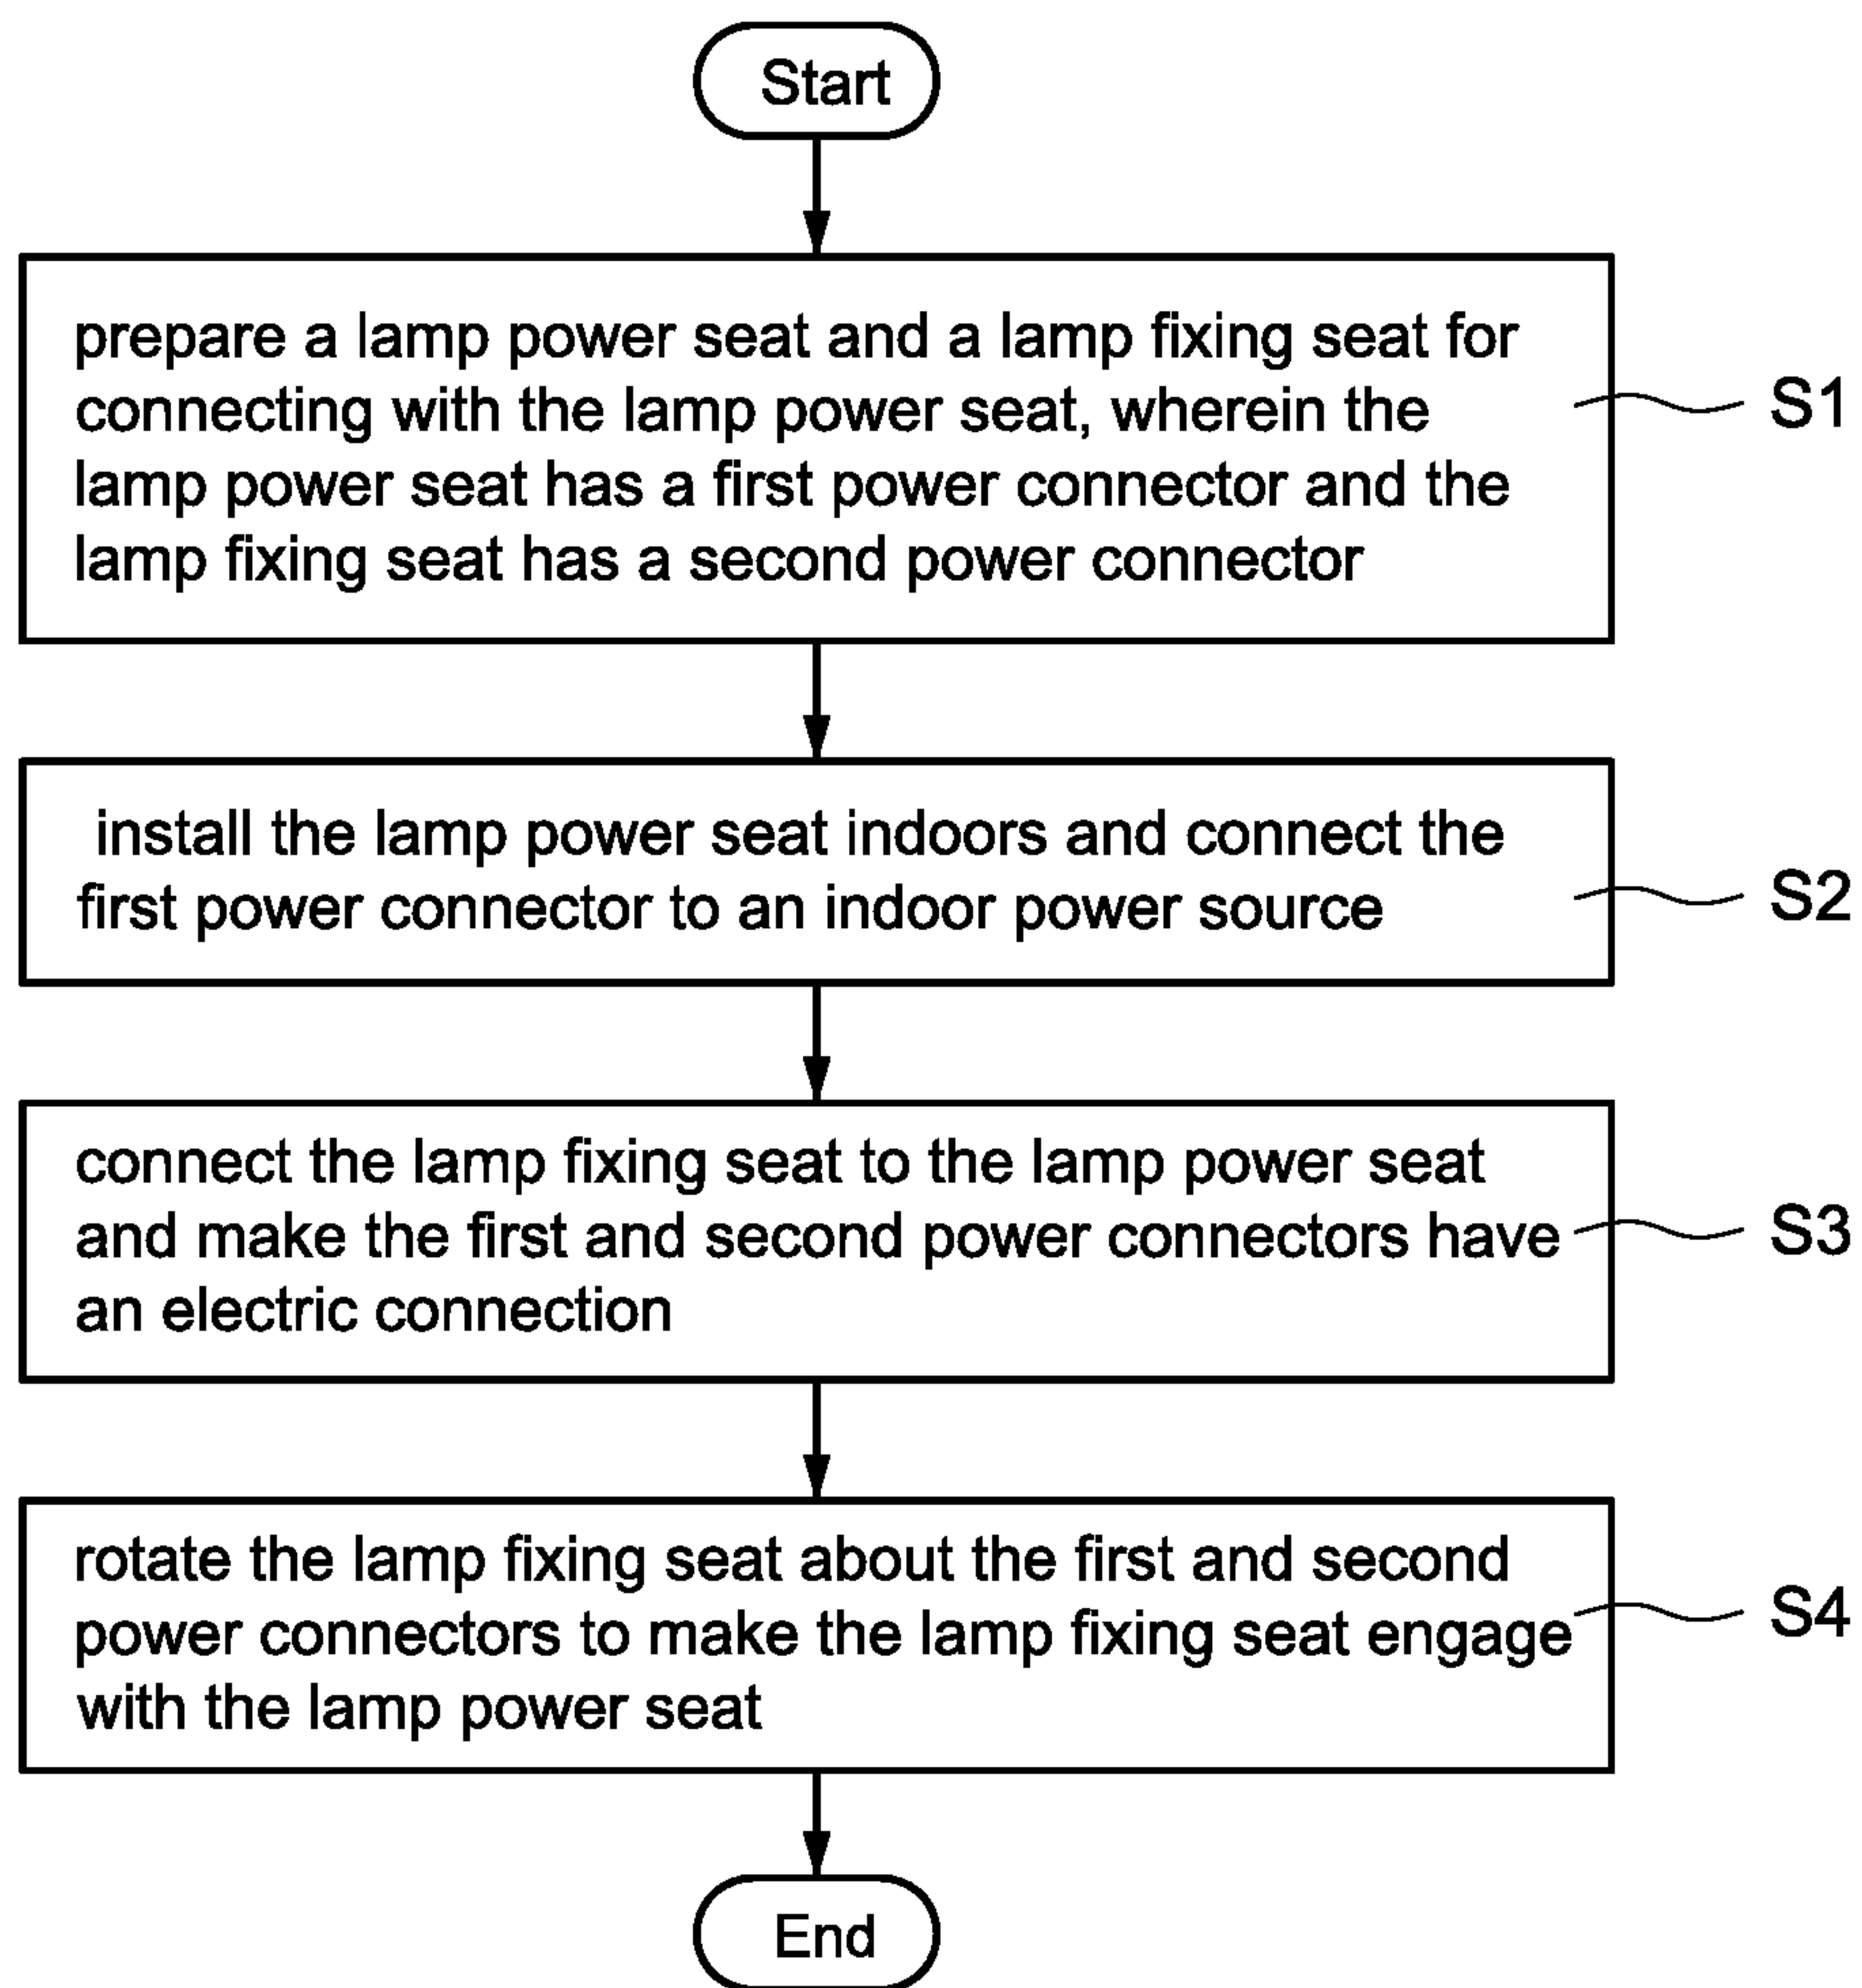 Start
prepare a lamp power seat and a lamp fixing seat for
connecting with the lamp power seat, wherein the
lamp power seat has a first power connector and the
lamp fixing seat has a second power connector
S1
install the lamp power seat indoors and connect the
first power connector to an indoor power source
S2
connect the lamp fixing seat to the lamp power seat
and make the first and second power connectors have
an electric connection
S3
rotate the lamp fixing seat about the first and second
power connectors to make the lamp fixing seat engage
with the lamp power seat
S4
End